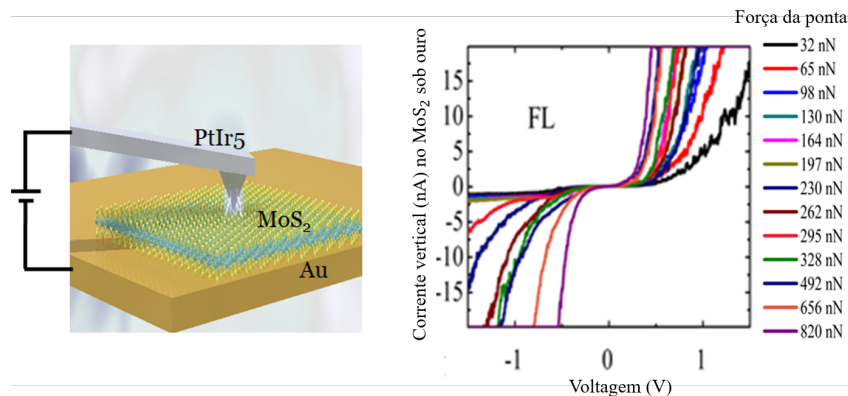 PtIr5
MoS₂
Au
Corrente vertical (nA) no MoS₂ sob ouro
15
10
5
0
-5
-10
-15
FL
-1
0
1
Voltagem (V)
Força da ponta
32 nN
65 nN
98 nN
130 nN
164 nN
197 nN
230 nN
262 nN
295 nN
328 nN
492 nN
656 nN
820 nN